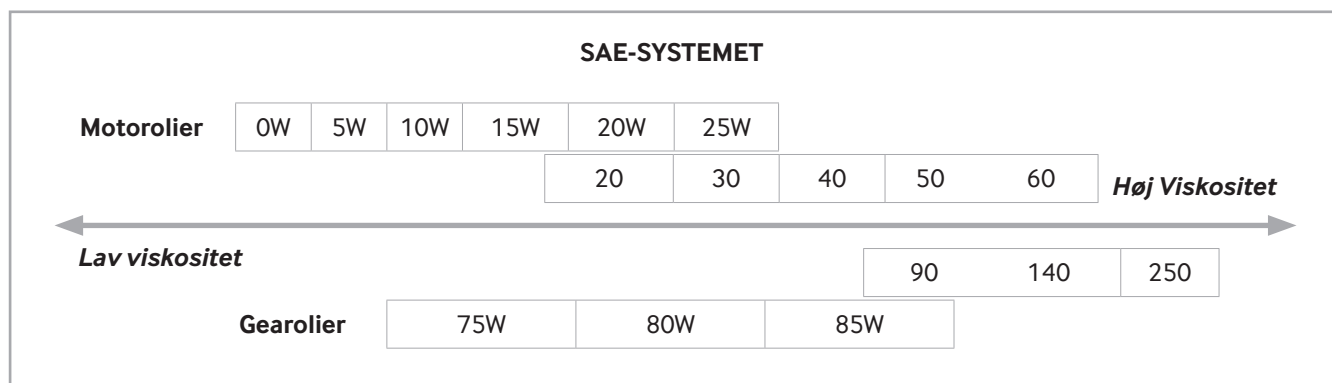 SAE-SYSTEMET
Motorolier 0W 5W 10W 15W 20W 25W
20 30 40 50 60 Høj Viskositet
Lav viskositet
90 140 250
Gearolier 75W 80W 85W